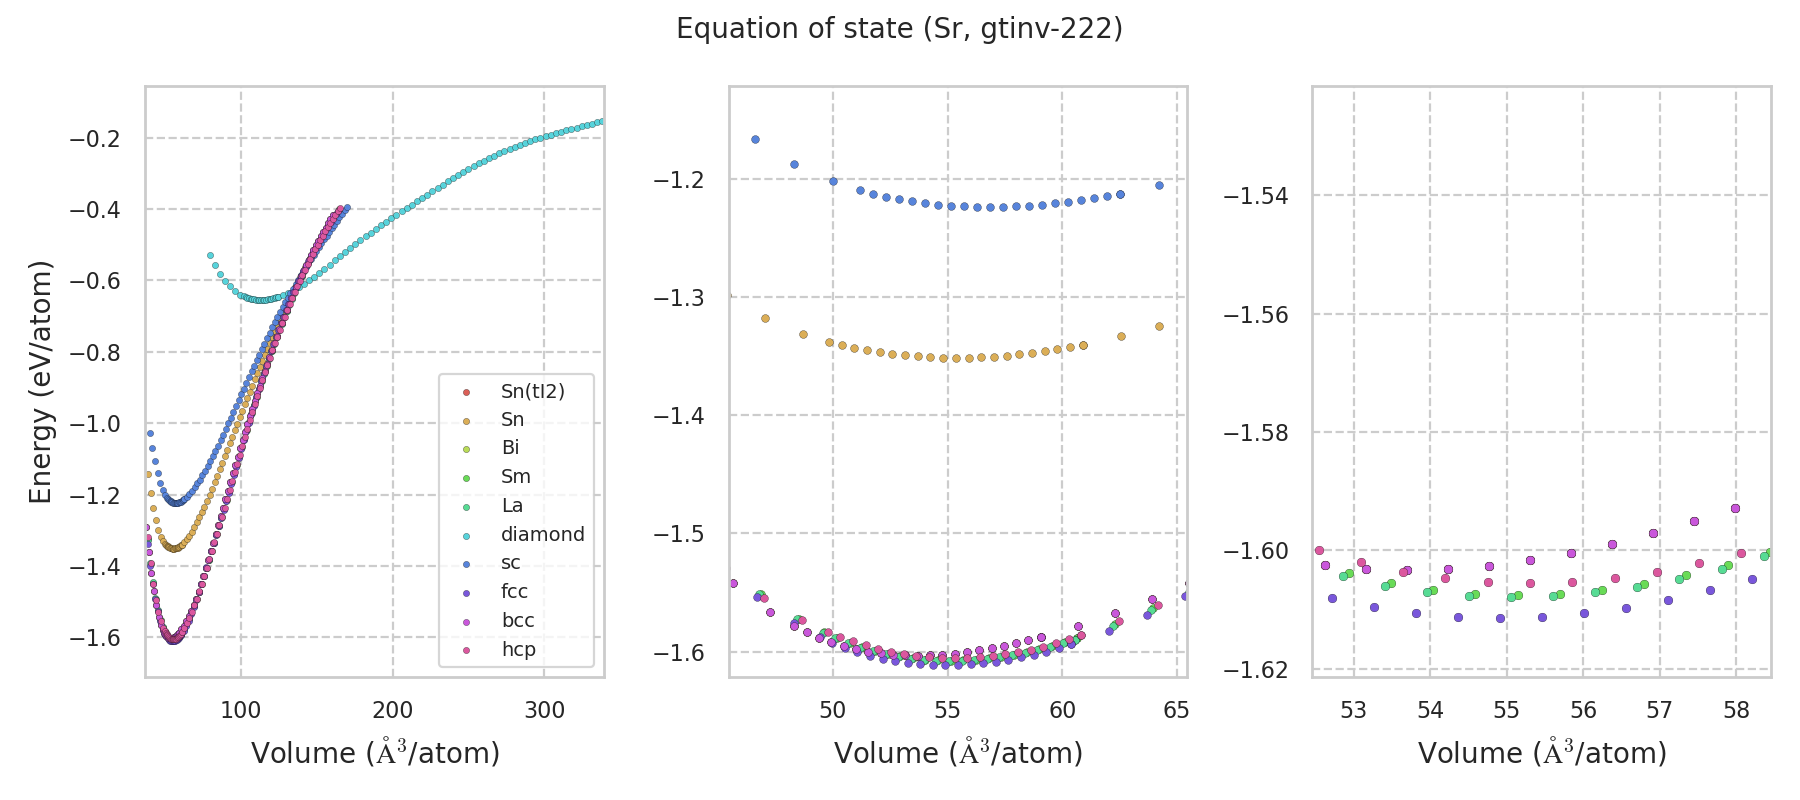 Equation of state (Sr, gtinv-222)
Energy (eV/atom)
−0.2
−0.4
−0.6
−0.8
−1.0
−1.2
−1.4
−1.6
100
200
300
Volume (Å³/atom)
Sn(tI2)
Sn
Bi
Sm
La
diamond
sc
fcc
bcc
hcp
−1.2
−1.3
−1.4
−1.5
−1.6
50
55
60
65
Volume (Å³/atom)
−1.54
−1.56
−1.58
−1.60
−1.62
53
54
55
56
57
58
Volume (Å³/atom)